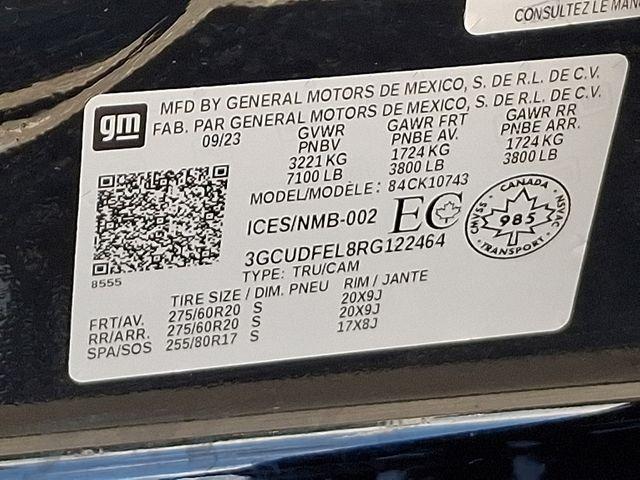 CONSULTEZ LE
gm
MFD BY GENERAL MOTORS DE MEXICO, S. DE R.L. DE C.V.
FAB. PAR GENERAL MOTORS DE MEXICO, S. DE R.L. DE C.V.
09/23 GVWR GAWR FRT GAWR RR
PNBV PNBE AV. PNBE ARR.
3221 KG 1724 KG 1724 KG
7100 LB 3800 LB 3800 LB
MODEL/MODÈLE: 84CK10743
ICES/NMB-002 EC
CANADA
CMVSS 985 NSVAC
TRANSPORT
3GCUDFEL8RG122464
TYPE: TRU/CAM
8555
TIRE SIZE / DIM. PNEU RIM / JANTE
FRT/AV. 275/60R20 S 20X9J
RR/ARR. 275/60R20 S 20X9J
SPA/SOS 255/80R17 S 17X8J